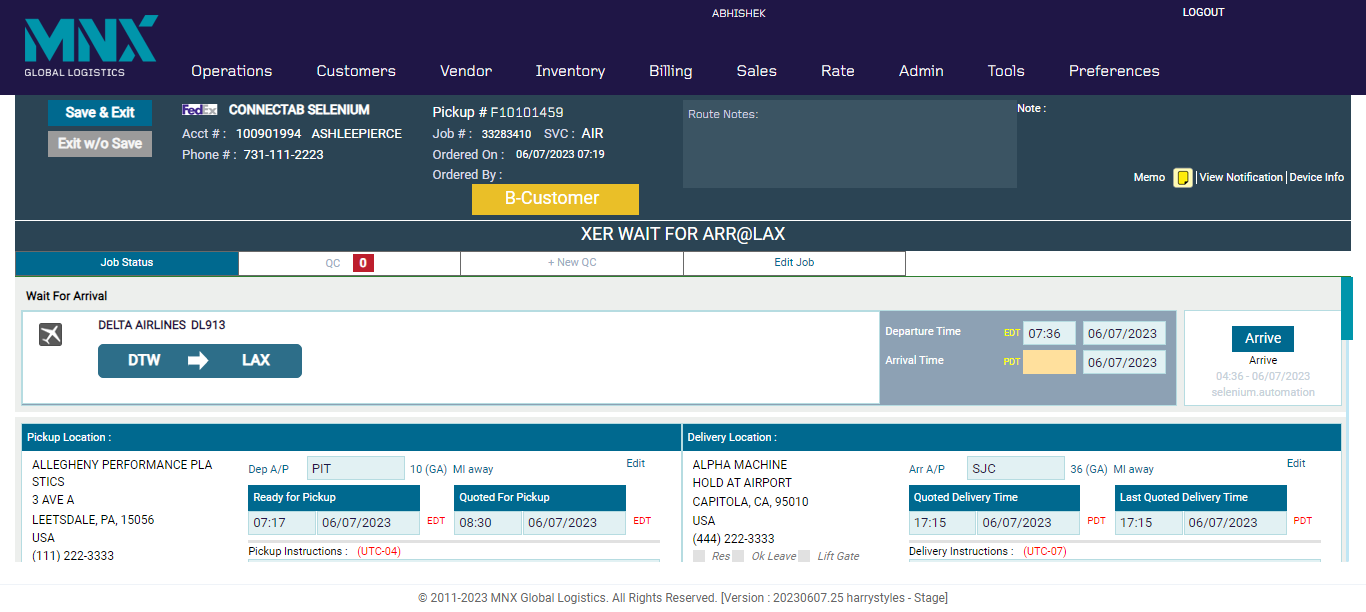 ABHISHEK
LOGOUT
MNX
GLOBAL LOGISTICS
Operations Customers Vendor Inventory Billing Sales Rate Admin Tools Preferences
Save & Exit
Exit w/o Save
FedEx CONNECTAB SELENIUM
Acct # : 100901994 ASHLEEPIERCE
Phone # : 731-111-2223
Pickup # F10101459
Job # : 33283410 SVC : AIR
Ordered On : 06/07/2023 07:19
Ordered By :
B-Customer
Route Notes:
Note :
Memo | View Notification | Device Info
XER WAIT FOR ARR@LAX
Job Status QC 0 + New QC Edit Job
Wait For Arrival
DELTA AIRLINES DL913
DTW LAX
Departure Time EDT 07:36 06/07/2023
Arrival Time PDT 06/07/2023
Arrive
Arrive
04:36 - 06/07/2023
selenium.automation
Pickup Location :
ALLEGHENY PERFORMANCE PLA
STICS
3 AVE A
LEETSDALE, PA, 15056
USA
(111) 222-3333
Dep A/P PIT 10 (GA) MI away
Edit
Ready for Pickup Quoted For Pickup
07:17 06/07/2023 EDT 08:30 06/07/2023 EDT
Pickup Instructions : (UTC-04)
Delivery Location :
ALPHA MACHINE
HOLD AT AIRPORT
CAPITOLA, CA, 95010
USA
(444) 222-3333
Res Ok Leave Lift Gate
Arr A/P SJC 36 (GA) MI away
Edit
Quoted Delivery Time Last Quoted Delivery Time
17:15 06/07/2023 PDT 17:15 06/07/2023 PDT
Delivery Instructions : (UTC-07)
© 2011-2023 MNX Global Logistics. All Rights Reserved. [Version : 20230607.25 harrystyles - Stage]